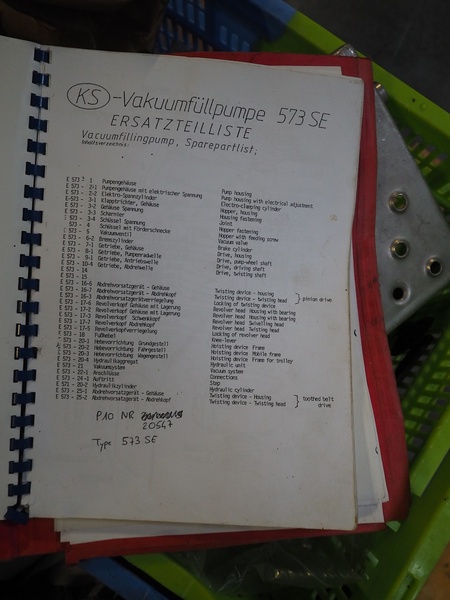 KS -Vakuumfüllpumpe 573 SE
ERSATZTEILLISTE
Vacuumfillingpump, Sparepartlist:
Inhaltsverzeichnis:
E 573 - 1 Pumpengehäuse Pump housing
E 573 - 2-1 Pumpengehäuse mit elektrischer Spannung Pump housing with electrical adjustment
E 573 - 2-2 Elektro-Spannzylinder Electro-clamping cylinder
E 573 - 3-1 Klapptrichter, Gehäuse Hopper, housing
E 573 - 3-2 Gehäuse Spannung Housing fastening
E 573 - 3-3 Scharnier Joint
E 573 - 3-4 Schüssel Spannung Hopper fastening
E 573 - 4 Schüssel mit Förderschnecke Hopper with feeding screw
E 573 - 5 Vakuumventil Vacuum valve
E 573 - 6-2 Bremszylinder Brake cylinder
E 573 - 7-1 Getriebe, Gehäuse Drive, housing
E 573 - 8-1 Getriebe, Pumpenradwelle Drive, pump-wheel shaft
E 573 - 9-1 Getriebe, Antriebswelle Drive, driving shaft
E 573 - 10-4 Getriebe, Abdrehwelle Drive, twisting shaft
E 573 - 14
E 573 - 15
E 573 - 16-6 Abdrehvorsatzgerät - Gehäuse Twisting device - housing
E 573 - 16-7 Abdrehvorsatzgerät - Abdrehkopf Twisting device - twisting head } pinion drive
E 573 - 16-3 Abdrehvorsatzgerätverriegelung Locking of twisting device
E 573 - 17-6 Revolverkopf Gehäuse mit Lagerung Revolver head Housing with bearing
E 573 - 17-2 Revolverkopf Gehäuse mit Lagerung Revolver head Housing with bearing
E 573 - 17-3 Revolverkopf Schwenkkopf Revolver head Swivelling head
E 573 - 17-7 Revolverkopf Abdrehkopf Revolver head Twisting head
E 573 - 17-5 Revolverkopfverriegelung Locking of revolver head
E 573 - 18 Fußhebel Knee-lever
E 573 - 20-1 Hebevorrichtung Grundgestell Hoisting device Frame
E 573 - 20-2 Hebevorrichtung Fahrgestell Hoisting device Mobile frame
E 573 - 20-3 Hebevorrichtung Wagengestell Hoisting device Frame for trolley
E 573 - 20-4 Hydraulikaggregat Hydraulic unit
E 573 - 21 Vakuumsystem Vacuum system
E 573 - 22-1 Anschlüsse Connections
E 573 - 24-1 Auftritt Step
E 573 - 20-2 Hydraulikzylinder Hydraulic cylinder
E 573 - 25-1 Abdrehvorsatzgerät - Gehäuse Twisting device - Housing } toothed belt
E 573 - 25-2 Abdrehvorsatzgerät - Abdrehkopf Twisting device - Twisting head drive
P10 NR
20547
Type 573 SE